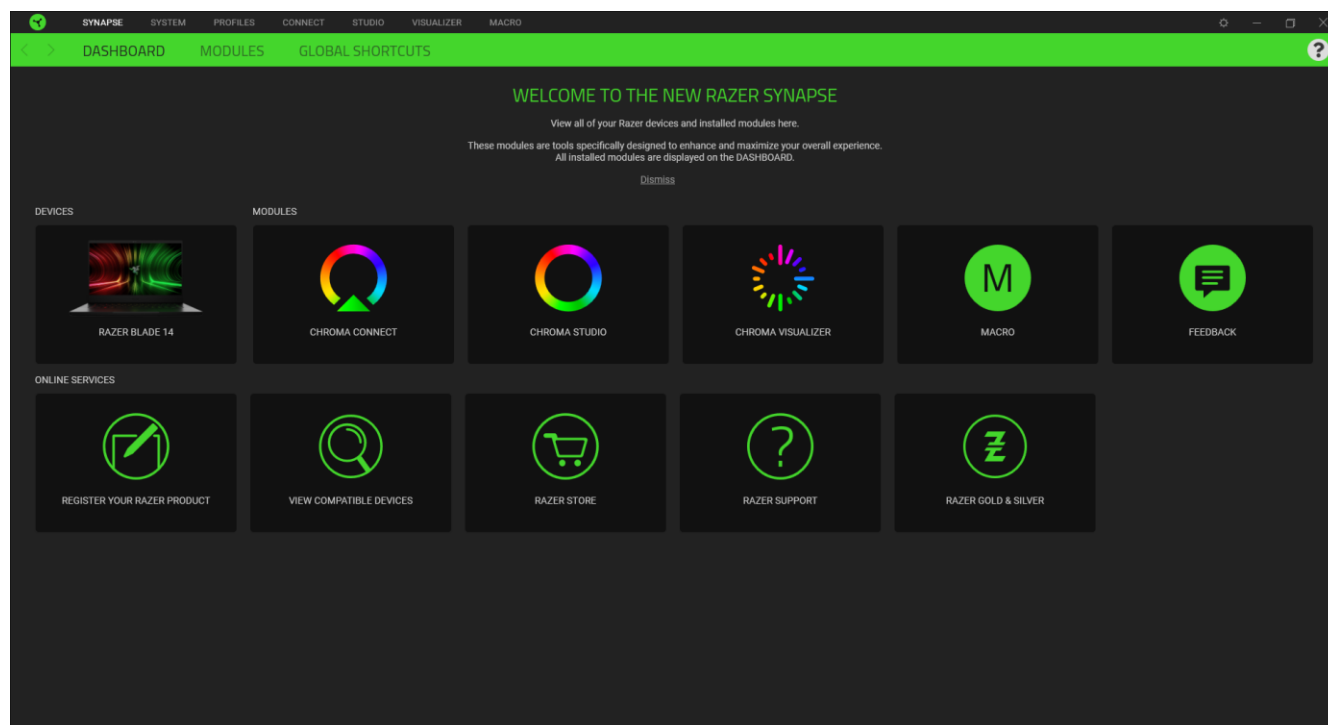 SYNAPSE SYSTEM PROFILES CONNECT STUDIO VISUALIZER MACRO
DASHBOARD MODULES GLOBAL SHORTCUTS ?
WELCOME TO THE NEW RAZER SYNAPSE
View all of your Razer devices and installed modules here.
These modules are tools specifically designed to enhance and maximize your overall experience.
All installed modules are displayed on the DASHBOARD.
Dismiss
DEVICES MODULES
M
RAZER BLADE 14 CHROMA CONNECT CHROMA STUDIO CHROMA VISUALIZER MACRO FEEDBACK
ONLINE SERVICES
?
REGISTER YOUR RAZER PRODUCT VIEW COMPATIBLE DEVICES RAZER STORE RAZER SUPPORT RAZER GOLD & SILVER